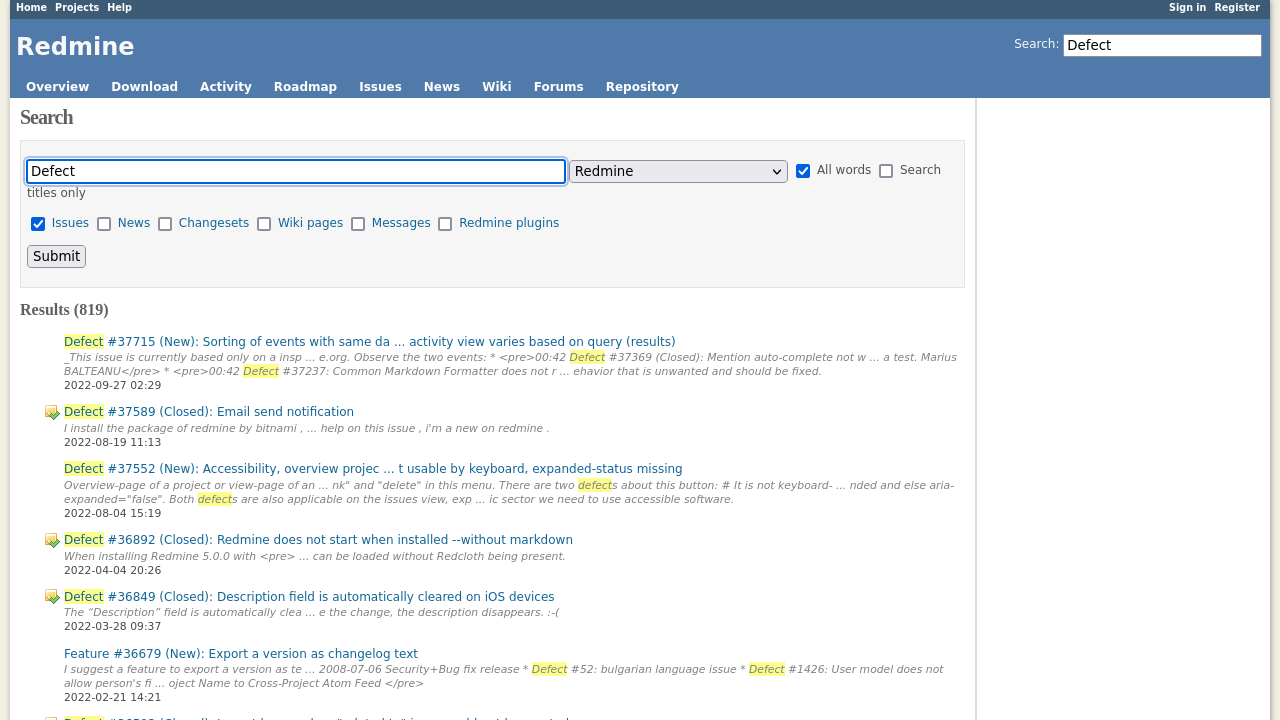 Home Projects Help Sign in Register
Redmine
Search: Defect
Overview Download Activity Roadmap Issues News Wiki Forums Repository
Search
Defect Redmine All words Search
titles only
Issues News Changesets Wiki pages Messages Redmine plugins
Submit
Results (819)
Defect #37715 (New): Sorting of events with same da ... activity view varies based on query (results)
_This issue is currently based only on a insp ... e.org. Observe the two events: * <pre>00:42 Defect #37369 (Closed): Mention auto-complete not w ... a test. Marius
BALTEANU</pre> * <pre>00:42 Defect #37237: Common Markdown Formatter does not r ... ehavior that is unwanted and should be fixed.
2022-09-27 02:29
Defect #37589 (Closed): Email send notification
I install the package of redmine by bitnami , ... help on this issue , i'm a new on redmine .
2022-08-19 11:13
Defect #37552 (New): Accessibility, overview projec ... t usable by keyboard, expanded-status missing
Overview-page of a project or view-page of an ... nk" and "delete" in this menu. There are two defects about this button: # It is not keyboard- ... nded and else aria-
expanded="false". Both defects are also applicable on the issues view, exp ... ic sector we need to use accessible software.
2022-08-04 15:19
Defect #36892 (Closed): Redmine does not start when installed --without markdown
When installing Redmine 5.0.0 with <pre> ... can be loaded without Redcloth being present.
2022-04-04 20:26
Defect #36849 (Closed): Description field is automatically cleared on iOS devices
The “Description” field is automatically clea ... e the change, the description disappears. :-(
2022-03-28 09:37
Feature #36679 (New): Export a version as changelog text
I suggest a feature to export a version as te ... 2008-07-06 Security+Bug fix release * Defect #52: bulgarian language issue * Defect #1426: User model does not
allow person's fi ... oject Name to Cross-Project Atom Feed </pre>
2022-02-21 14:21